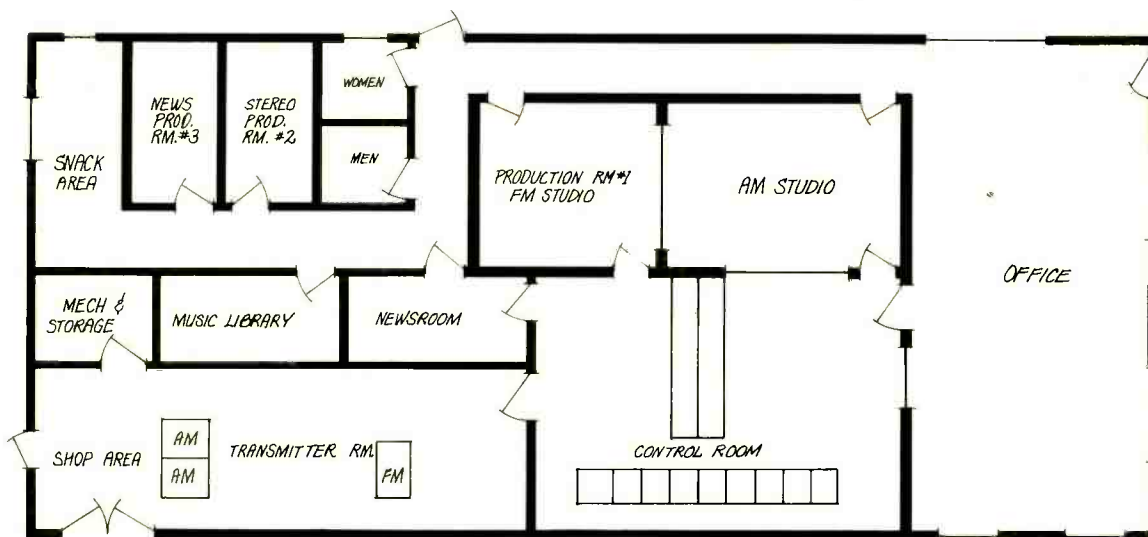 WOMEN
NEWS
PROD.
RM. #3
STEREO
PROD.
RM. #2
SNACK
AREA
MEN
PRODUCTION RM #1
FM STUDIO
AM STUDIO
OFFICE
MECH &
STORAGE
MUSIC LIBRARY
NEWSROOM
SHOP AREA
AM
AM
TRANSMITTER RM.
FM
CONTROL ROOM